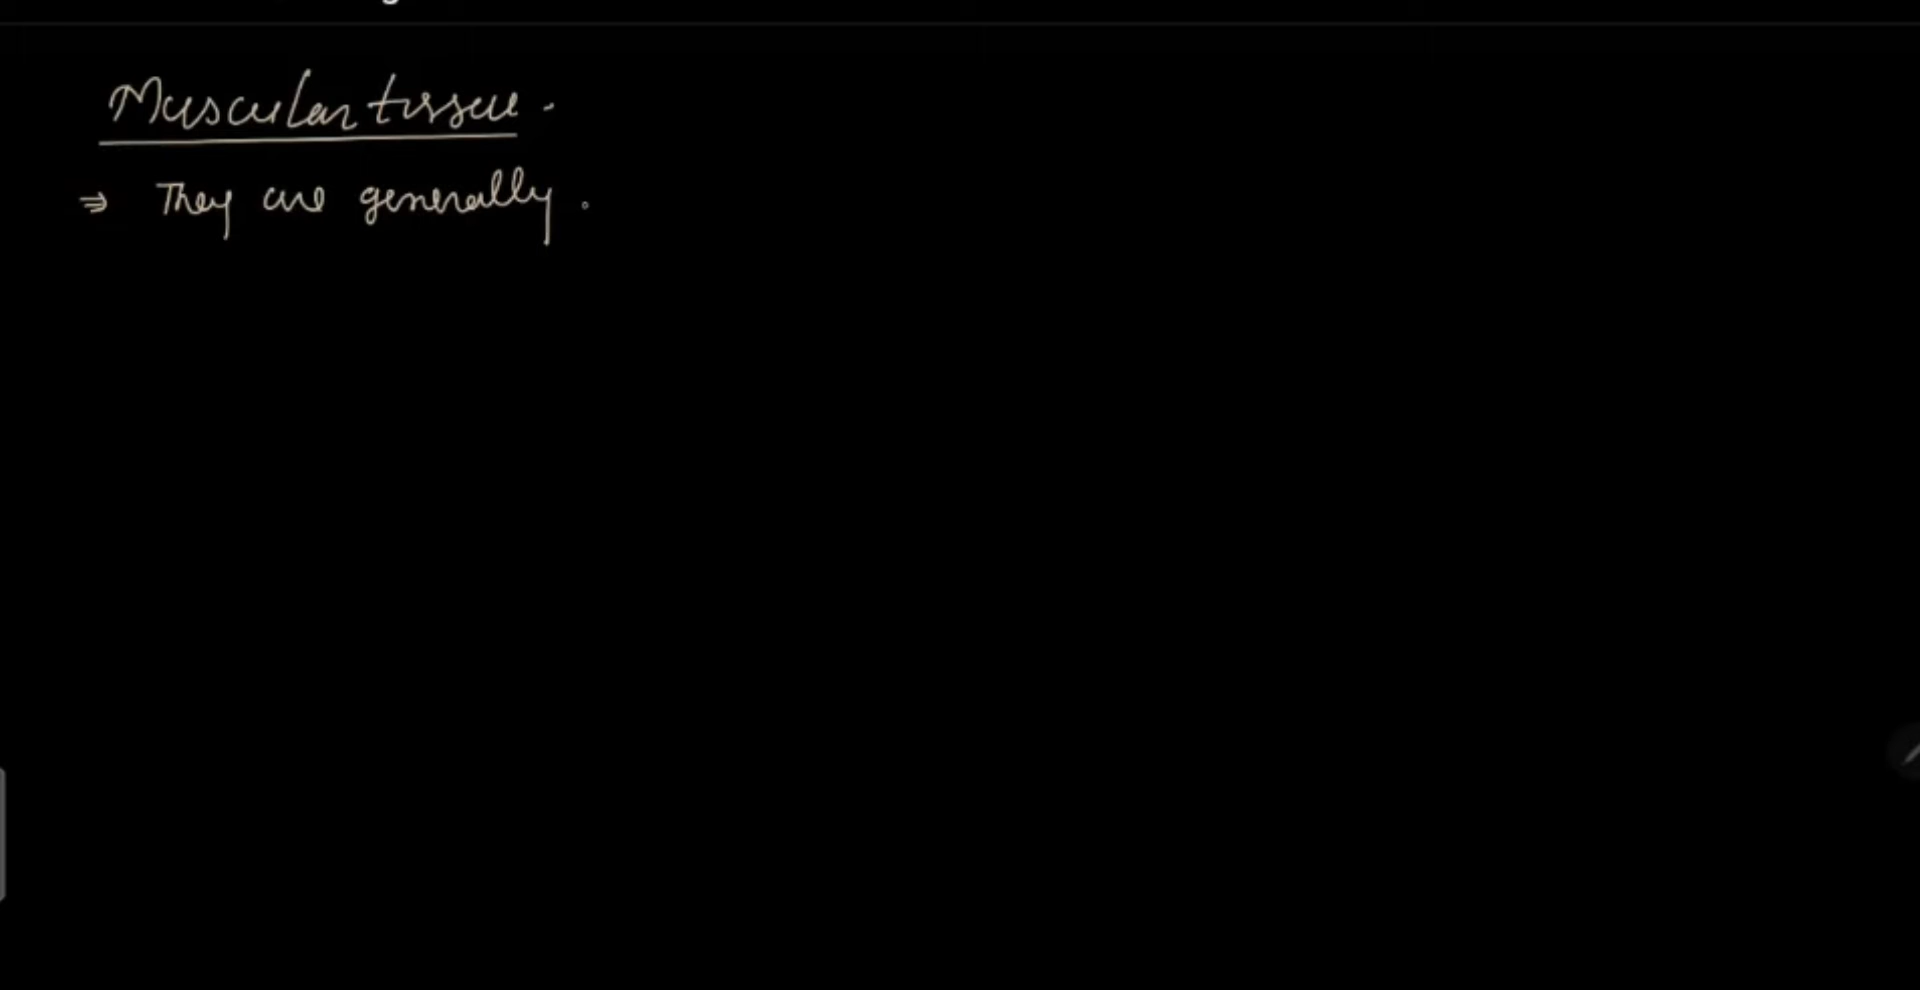 Muscular tissue -
⇒ They are generally.